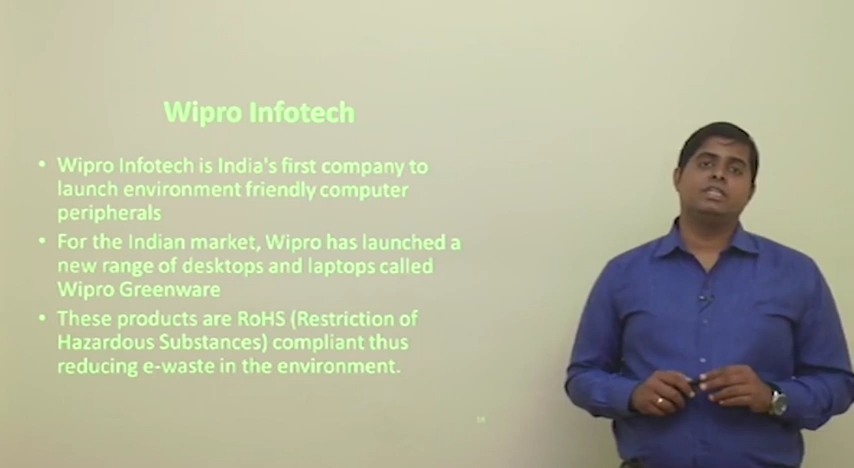 Wipro Infotech
• Wipro Infotech is India's first company to
launch environment friendly computer
peripherals
• For the Indian market, Wipro has launched a
new range of desktops and laptops called
Wipro Greenware
• These products are RoHS (Restriction of
Hazardous Substances) compliant thus
reducing e-waste in the environment.